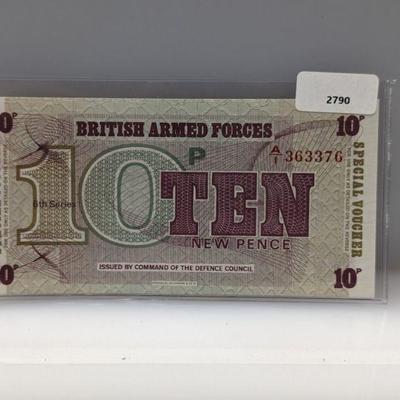 2790
10P
BRITISH ARMED FORCES
10P
A/1 363376
10P
6th Series
TEN
NEW PENCE
SPECIAL VOUCHER
ISSUED BY COMMAND OF THE DEFENCE COUNCIL
10P
10P